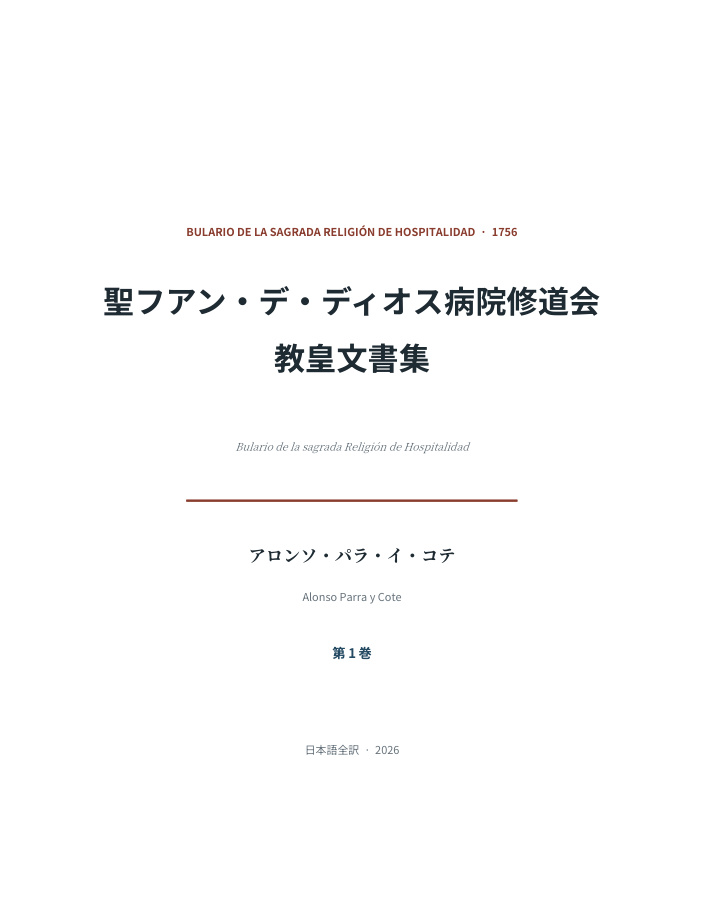 BULARIO DE LA SAGRADA RELIGIÓN DE HOSPITALIDAD · 1756
聖フアン・デ・ディオス病院修道会
教皇文書集
Bulario de la sagrada Religión de Hospitalidad
アロンソ・パラ・イ・コテ
Alonso Parra y Cote
第 1 巻
日本語全訳 · 2026